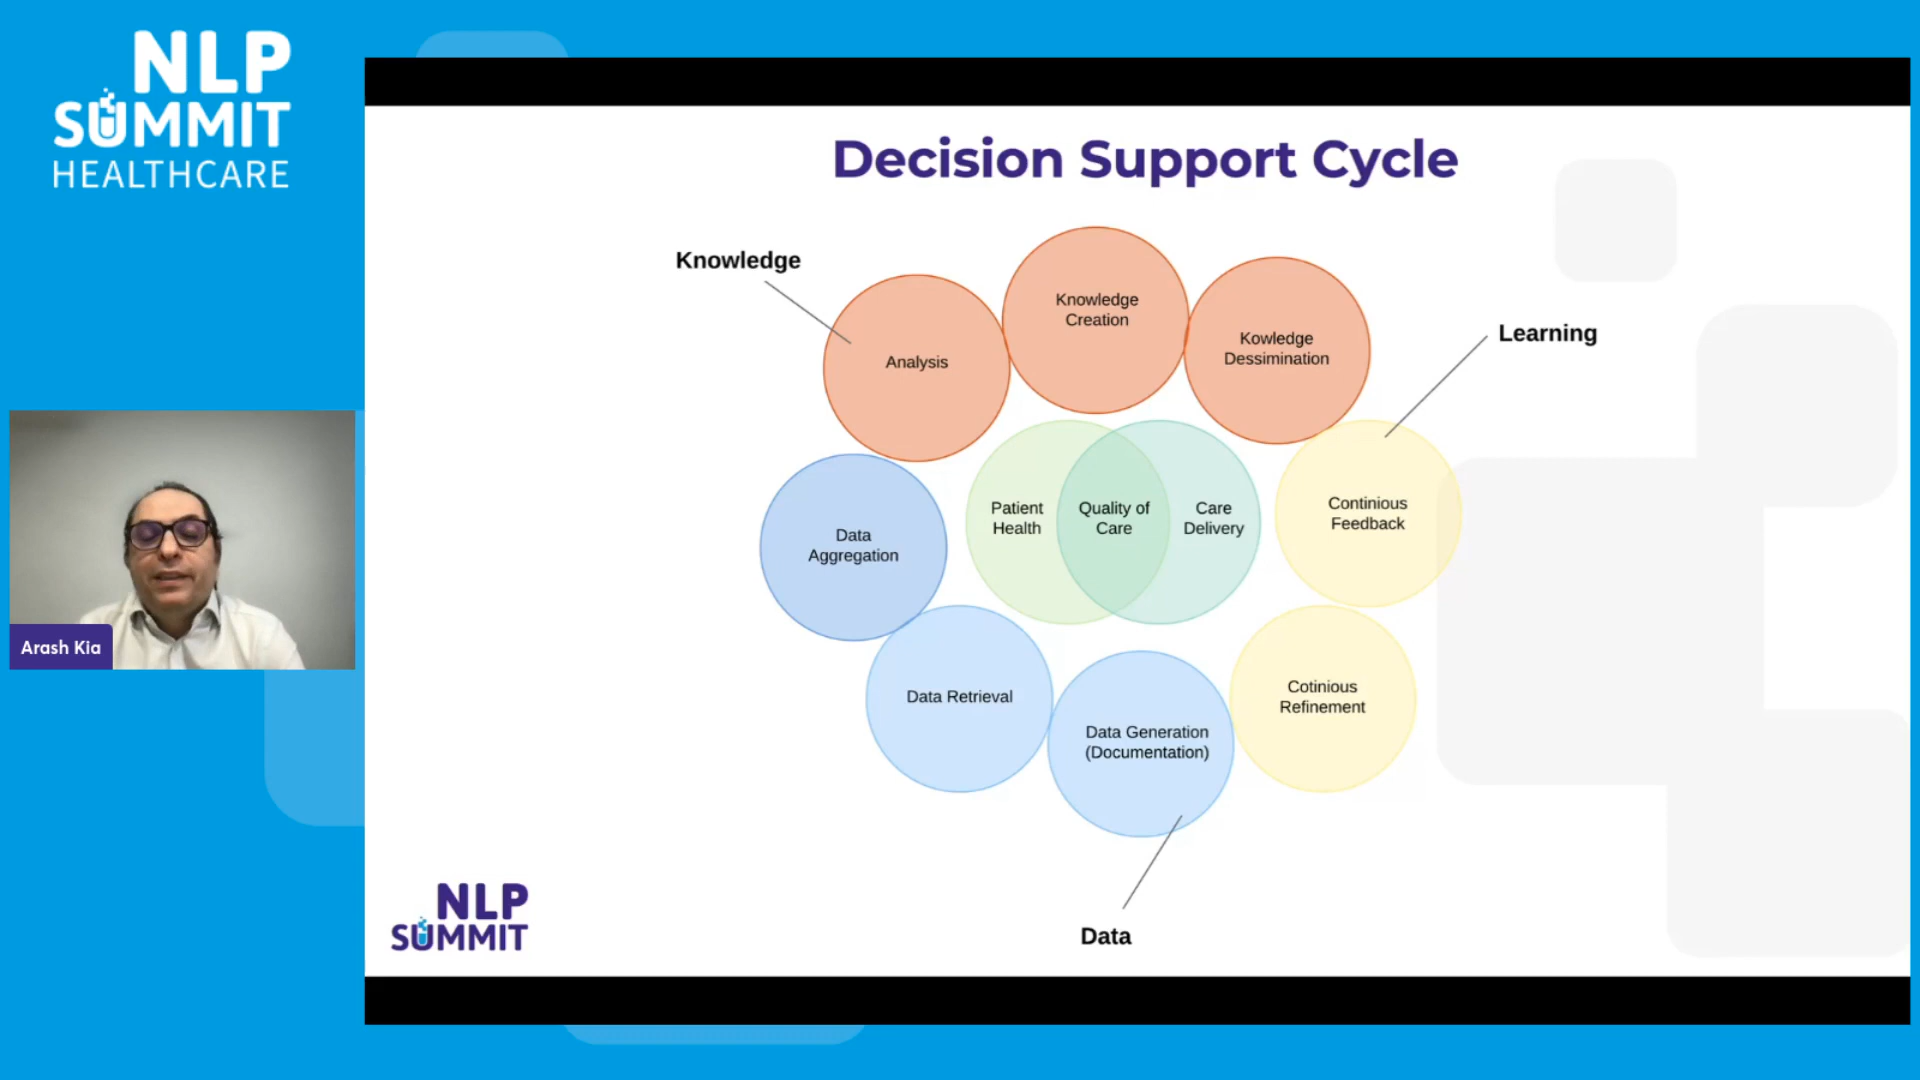 NLP
SUMMIT
HEALTHCARE
Decision Support Cycle
Knowledge
Knowledge
Creation
Kowledge
Dessimination
Learning
Analysis
Patient
Health
Quality of
Care
Care
Delivery
Continious
Feedback
Data
Aggregation
Arash Kia
Data Retrieval
Cotinious
Refinement
Data Generation
(Documentation)
NLP
SUMMIT
Data